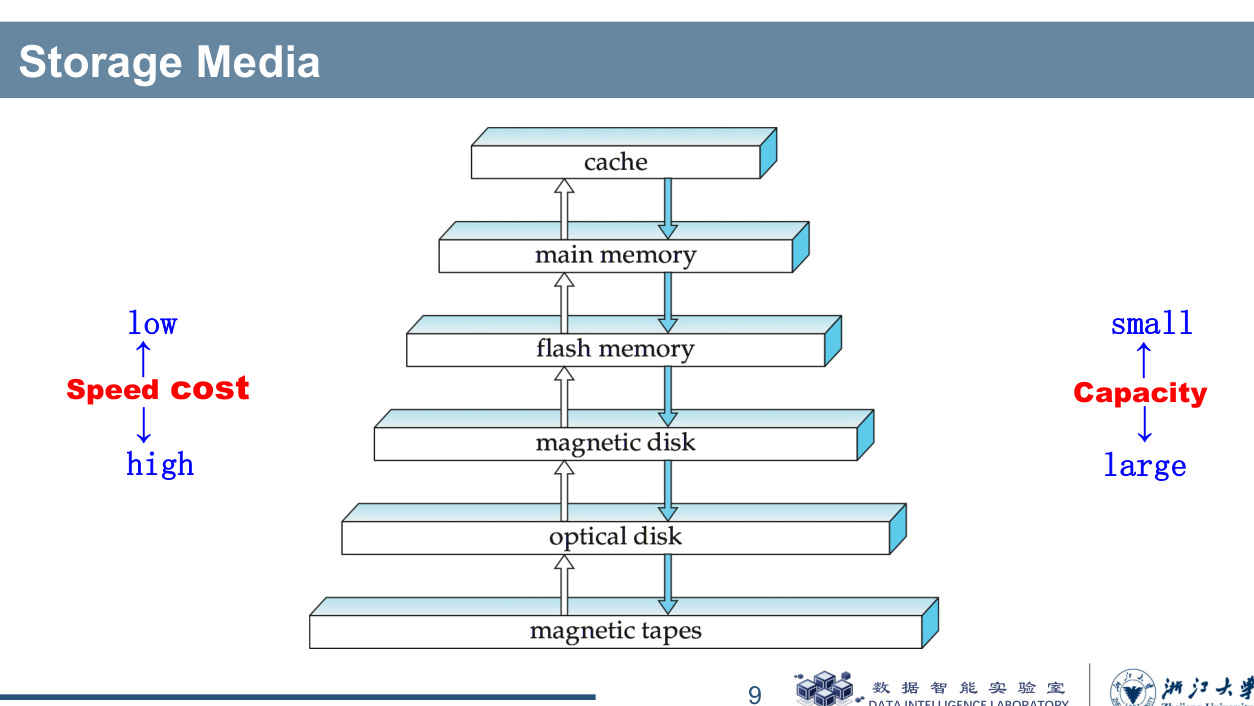 Storage Media
cache
main memory
flash memory
magnetic disk
optical disk
magnetic tapes
low
↑
Speed cost
↓
high
small
↑
Capacity
↓
large
9
数据智能实验室
DATA INTELLIGENCE LABORATORY
浙江大学